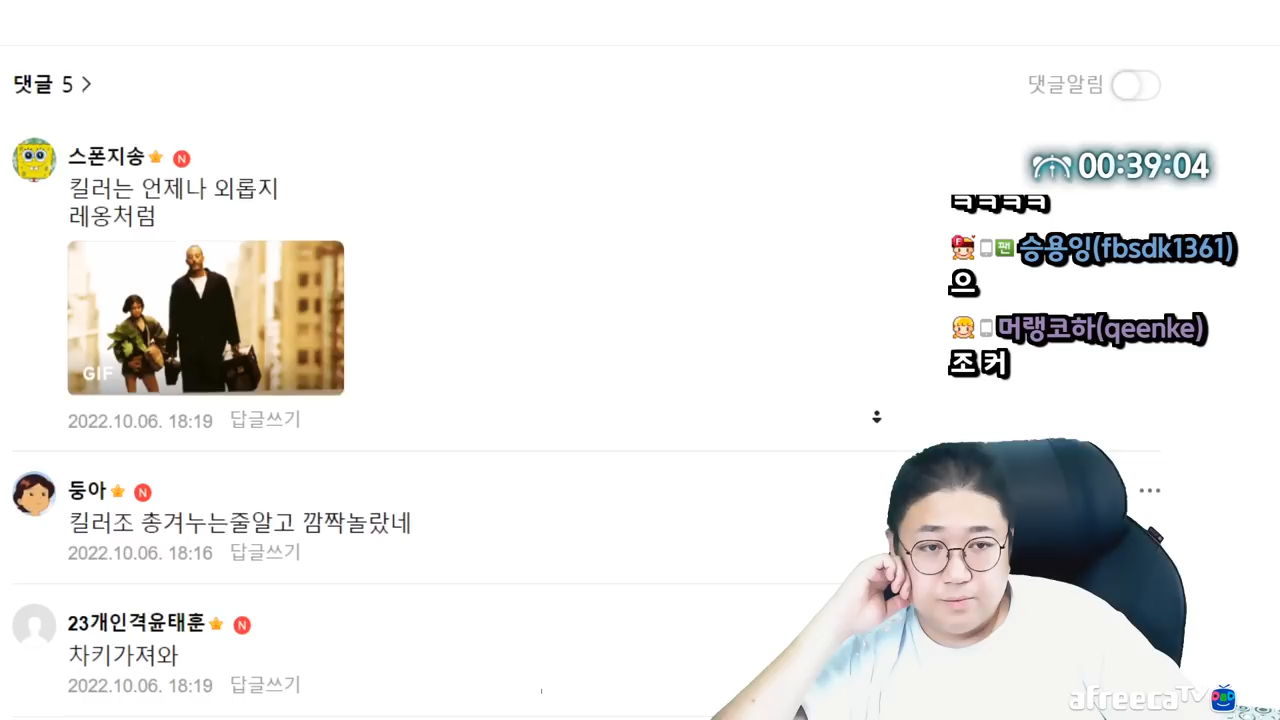 댓글 5
댓글알림
스폰지송
N
킬러는 언제나 외롭지
레옹처럼
GIF
2022.10.06. 18:19 답글쓰기
둥아
N
킬러조 총겨누는줄알고 깜짝놀랐네
2022.10.06. 18:16 답글쓰기
23개인격윤태훈
N
차키가져와
2022.10.06. 18:19 답글쓰기
00:39:04
ㅋㅋㅋㅋ
F
팬
승용잉(fbsdk1361)
으
머랭코하(qeenke)
조커
afreecaTV